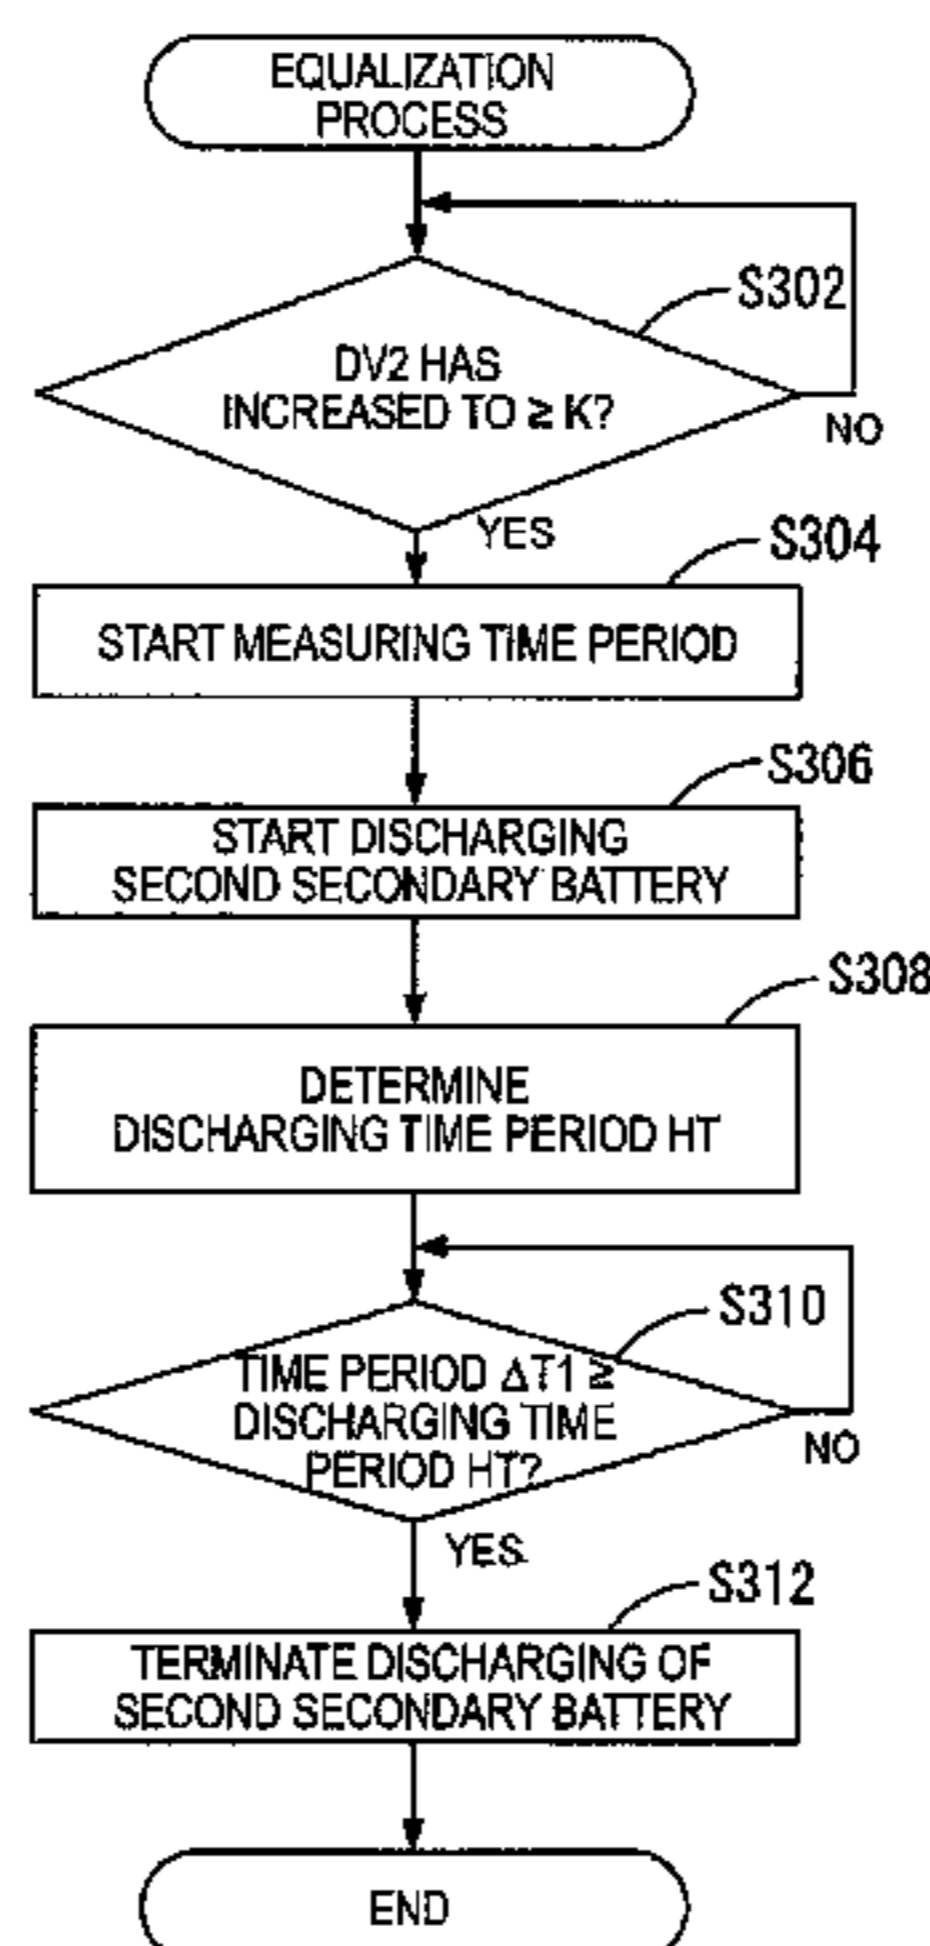 EQUALIZATION
PROCESS
S302
DV2 HAS
INCREASED TO ≥ K?
NO
YES
S304
START MEASURING TIME PERIOD
S306
START DISCHARGING
SECOND SECONDARY BATTERY
S308
DETERMINE
DISCHARGING TIME PERIOD HT
S310
TIME PERIOD ΔT1 ≥
DISCHARGING TIME
PERIOD HT?
NO
YES
S312
TERMINATE DISCHARGING OF
SECOND SECONDARY BATTERY
END